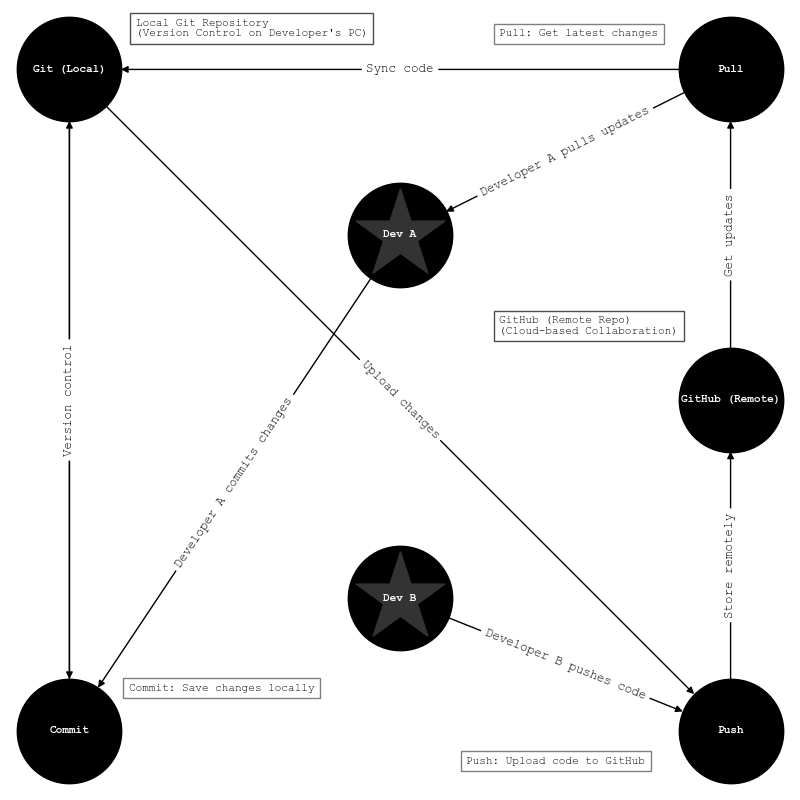 Local Git Repository
(Version Control on Developer's PC)
Pull: Get latest changes
Git (Local)
Sync code
Pull
Developer A pulls updates
Dev A
Get updates
GitHub (Remote Repo)
(Cloud-based Collaboration)
Version control
Upload changes
GitHub (Remote)
Developer A commits changes
Store remotely
Dev B
Developer B pushes code
Commit: Save changes locally
Commit
Push
Push: Upload code to GitHub